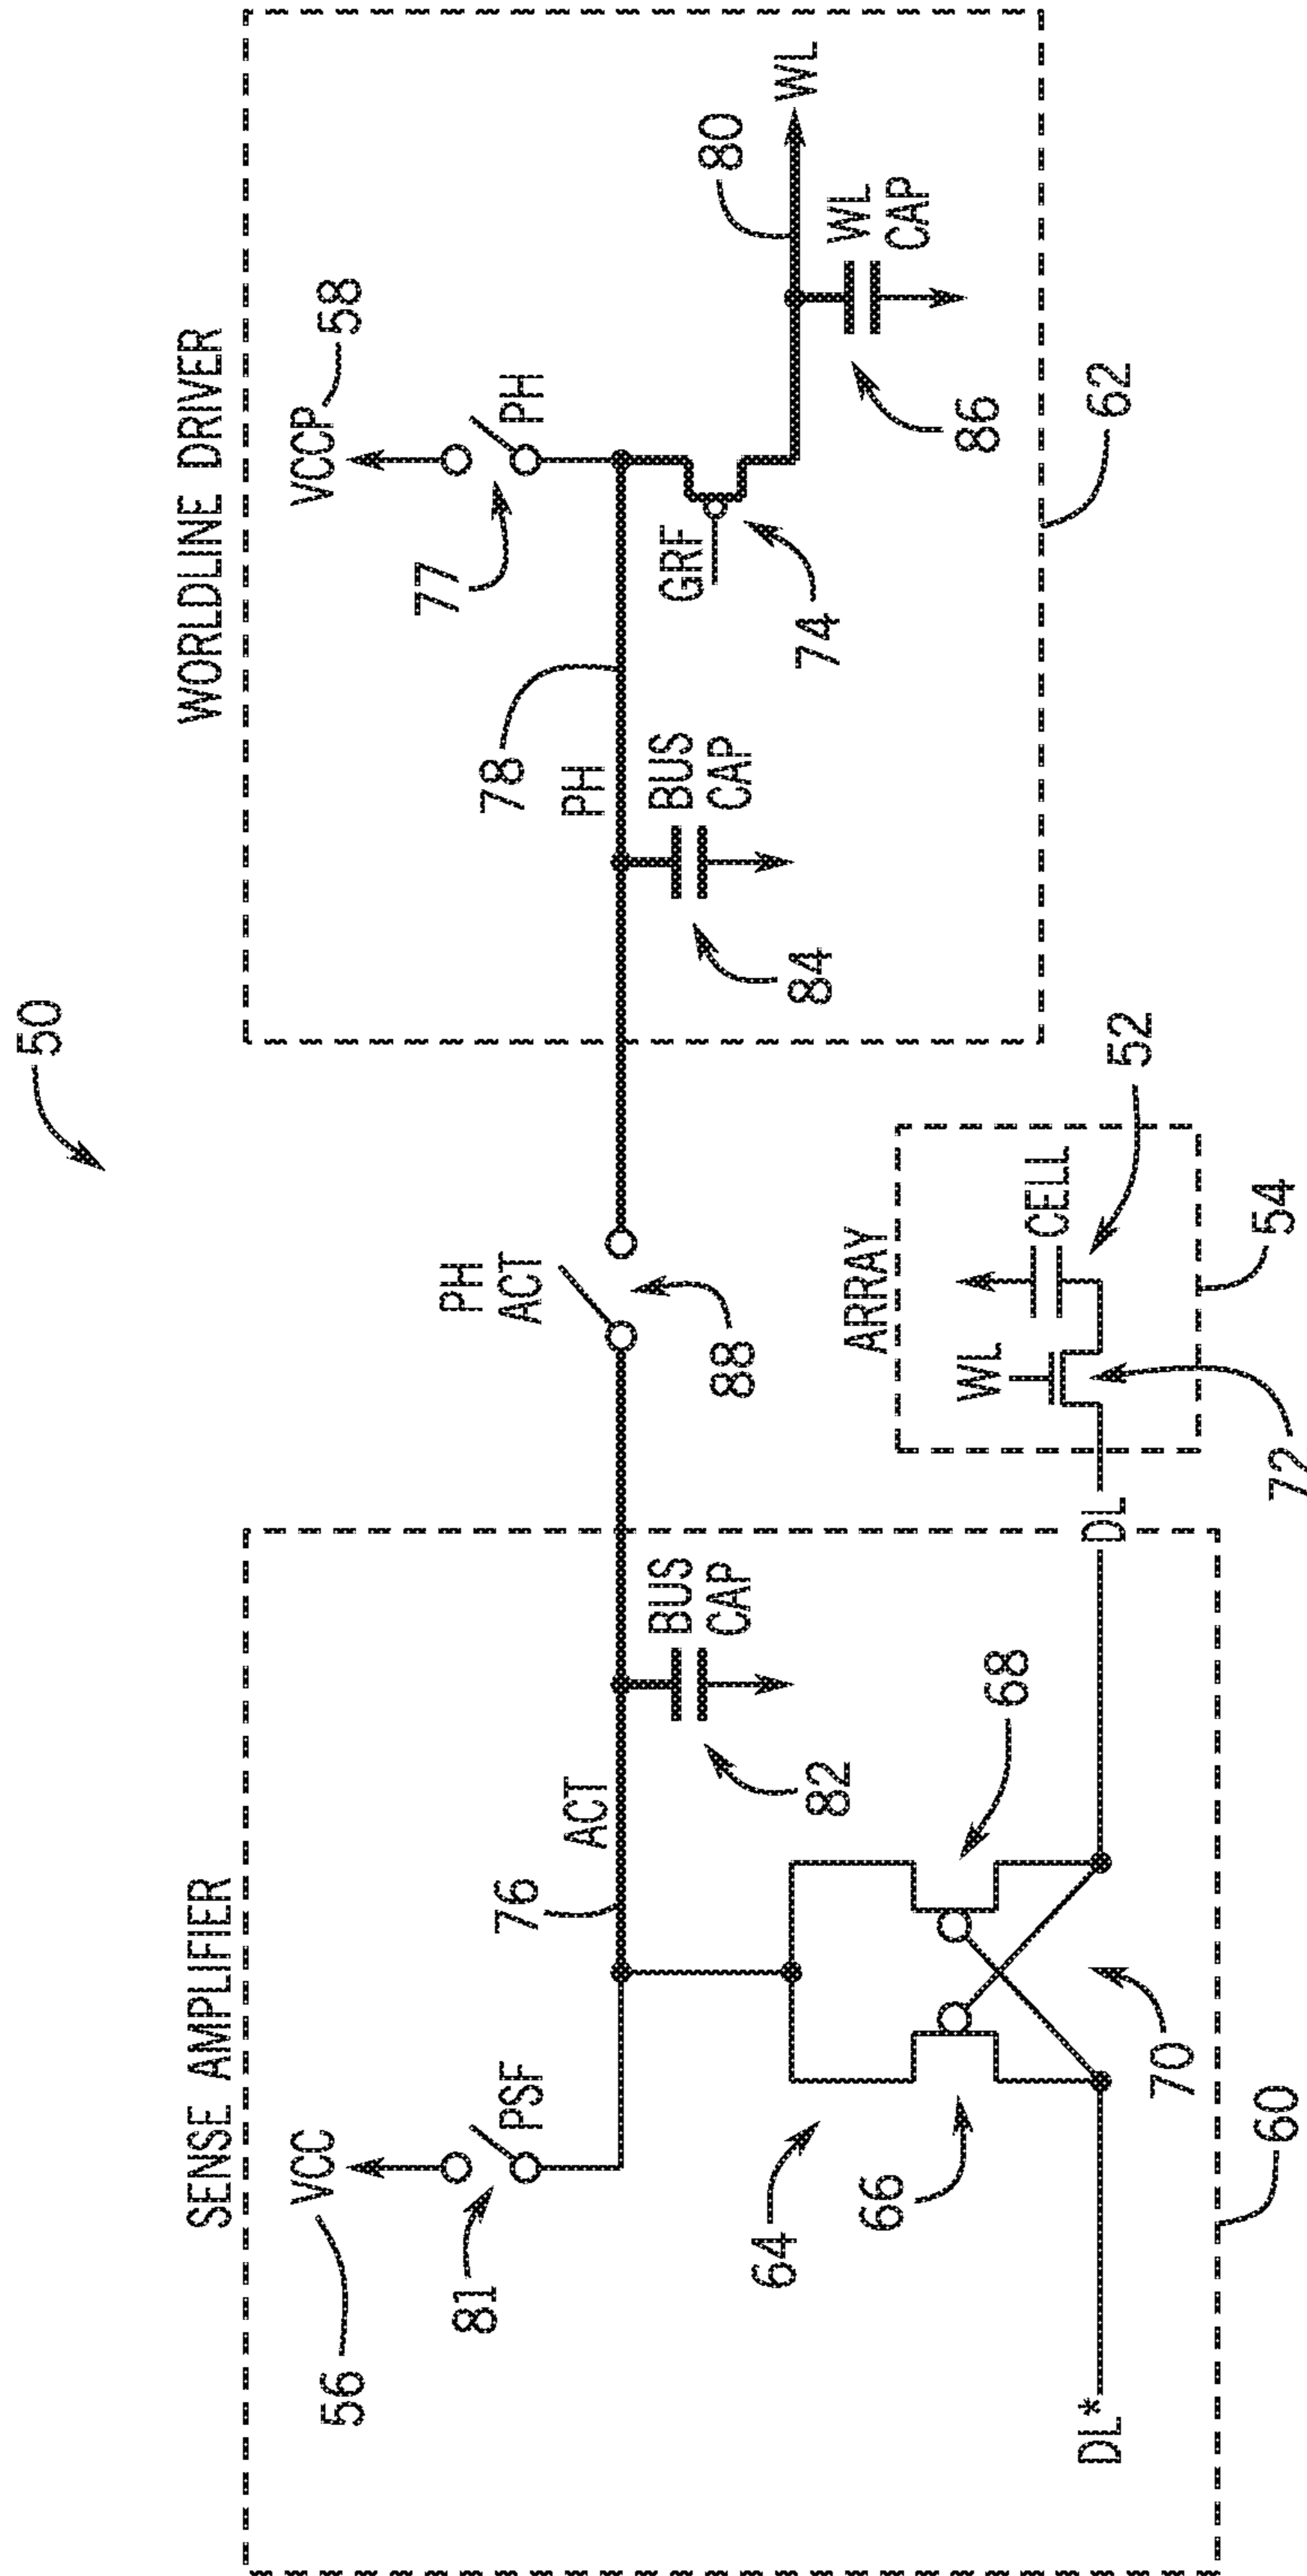 50
SENSE AMPLIFIER
WORLDLINE DRIVER
56
VCC
VCCP
58
81
PSF
77
PH
76
ACT
PH
ACT
78
PH
80
WL
BUS
CAP
82
88
BUS
CAP
84
GRF
74
WL
CAP
86
64
66
68
70
DL*
DL
60
ARRAY
WL
CELL
52
72
54
62